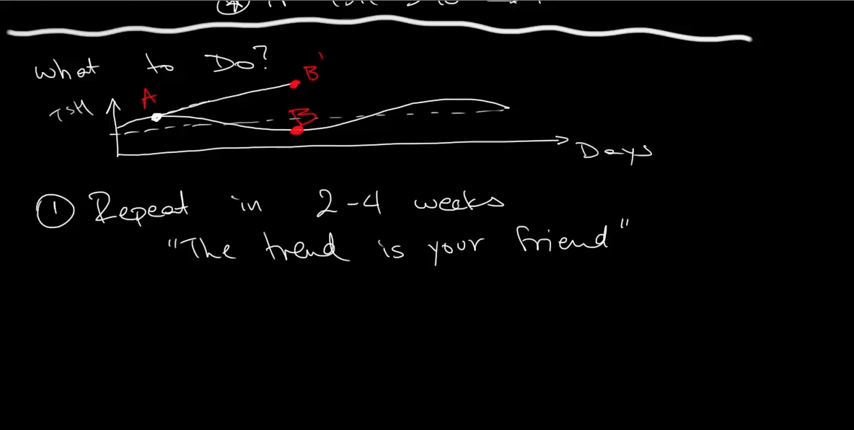 What to Do?
B'
A
TSH
B
Days
① Repeat in 2-4 weeks
"The trend is your friend"